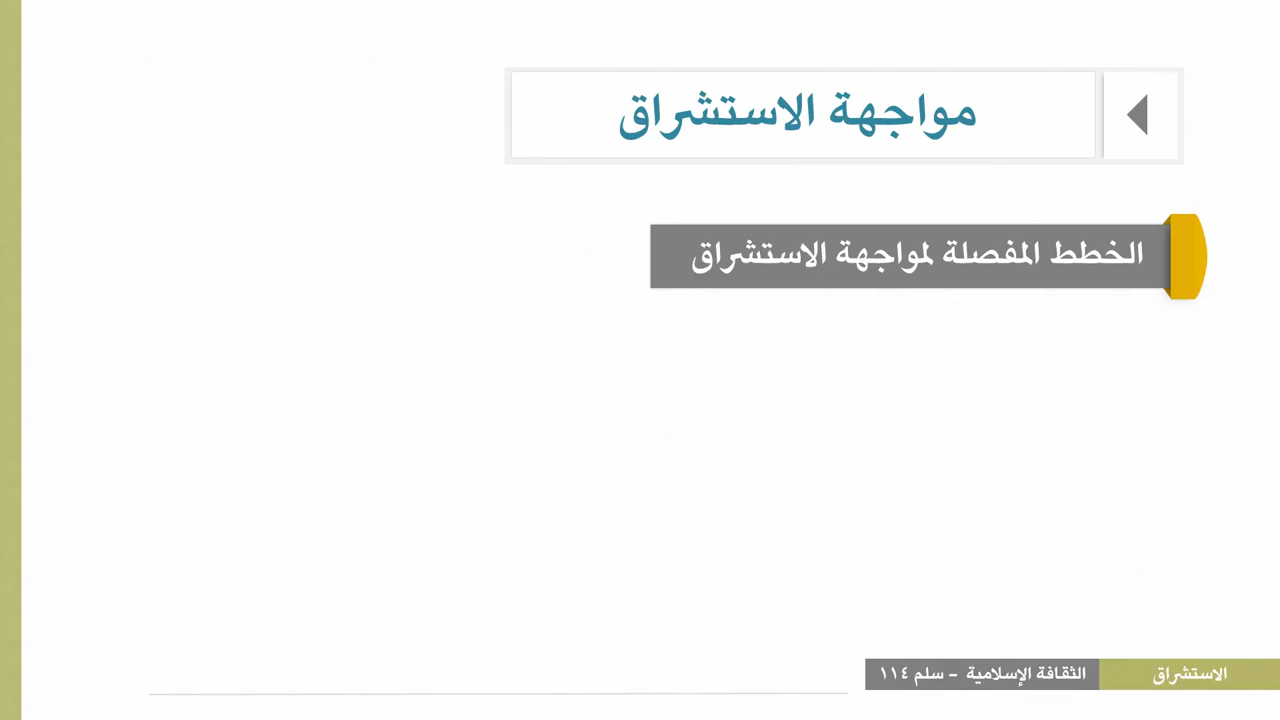 مواجهة الاستشراق
الخطط المفصلة لمواجهة الاستشراق
الاستشراق
الثقافة الإسلامية - سلم ١١٤